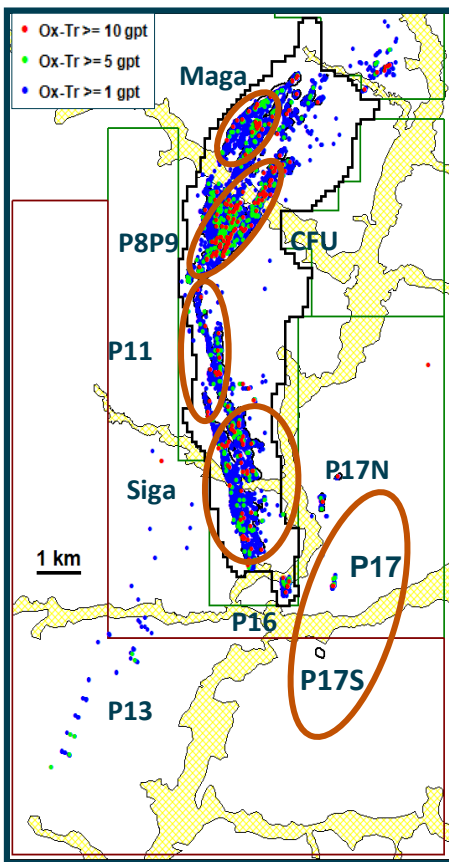 Ox-Tr >= 10 gpt
Ox-Tr >= 5 gpt
Ox-Tr >= 1 gpt
Maga
P8P9
CFU
P11
Siga
P17N
1 km
P17
P16
P17S
P13